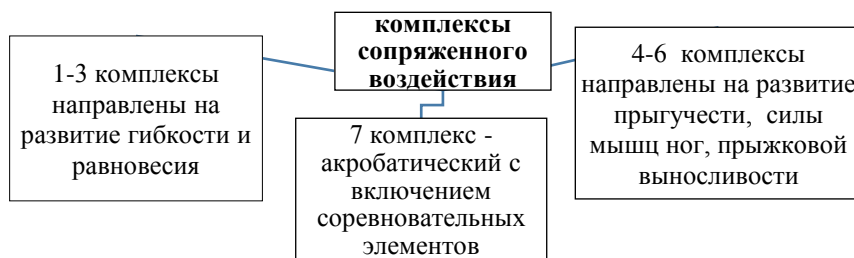 комплексы
сопряженного
воздействия
1-3 комплексы
направлены на
развитие гибкости и
равновесия
4-6 комплексы
направлены на развитие
прыгучести, силы
мышц ног, прыжковой
выносливости
7 комплекс -
акробатический с
включением
соревновательных
элементов